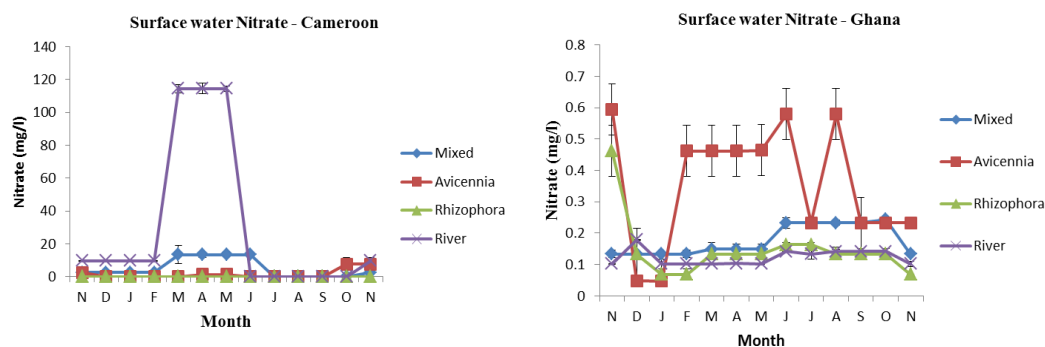 Surface water Nitrate - Cameroon
Nitrate (mg/l)
140
120
100
80
60
40
20
0
N D J F M A M J J A S O N
Month
Mixed
Avicennia
Rhizophora
River
Surface water Nitrate - Ghana
Nitrate (mg/l)
0.8
0.7
0.6
0.5
0.4
0.3
0.2
0.1
0
N D J F M A M J J A S O N
Month
Mixed
Avicennia
Rhizophora
River